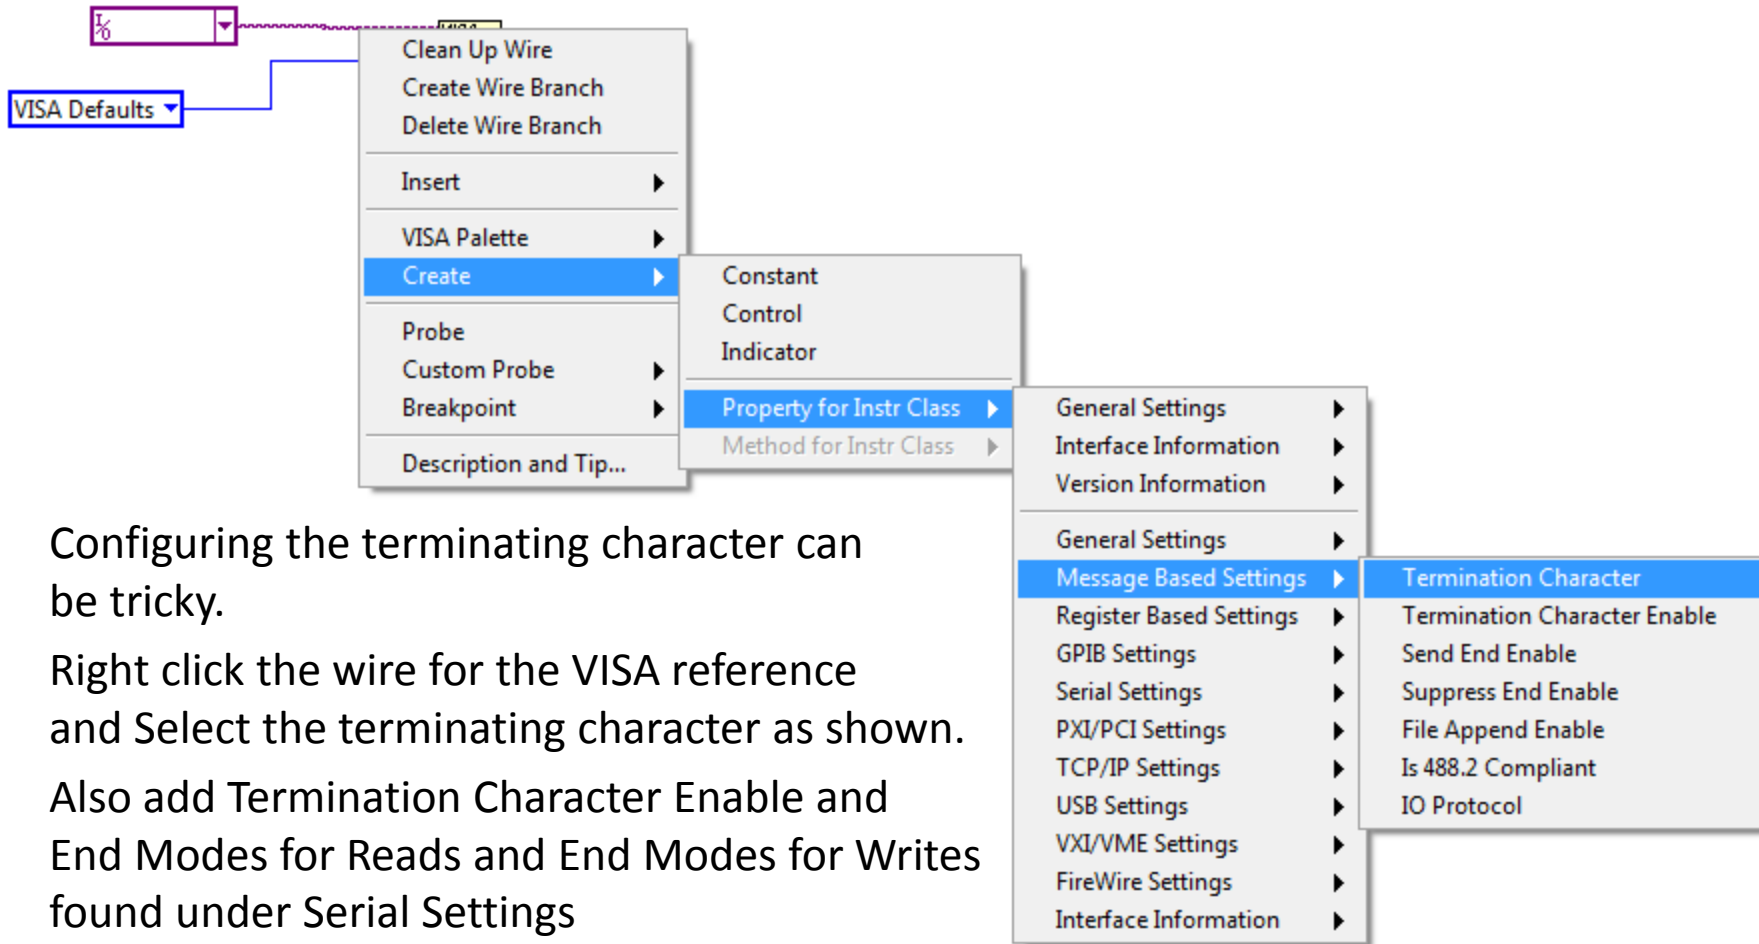 I/O
VISA
VISA Defaults
Clean Up Wire
Create Wire Branch
Delete Wire Branch
Insert
VISA Palette
Create
Probe
Custom Probe
Breakpoint
Description and Tip...
Constant
Control
Indicator
Property for Instr Class
Method for Instr Class
General Settings
Interface Information
Version Information
General Settings
Message Based Settings
Register Based Settings
GPIB Settings
Serial Settings
PXI/PCI Settings
TCP/IP Settings
USB Settings
VXI/VME Settings
FireWire Settings
Interface Information
Termination Character
Termination Character Enable
Send End Enable
Suppress End Enable
File Append Enable
Is 488.2 Compliant
IO Protocol
Configuring the terminating character can
be tricky.
Right click the wire for the VISA reference
and Select the terminating character as shown.
Also add Termination Character Enable and
End Modes for Reads and End Modes for Writes
found under Serial Settings